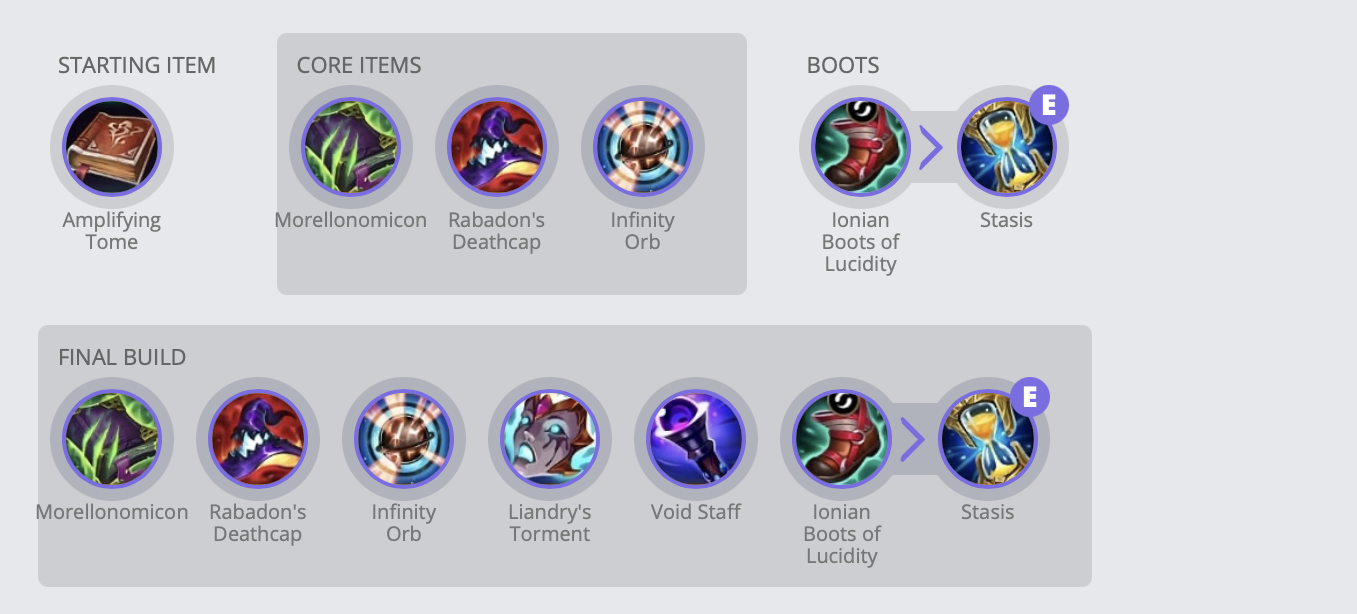 STARTING ITEM
CORE ITEMS
BOOTS
E
Amplifying
Tome
Morellonomicon
Rabadon's
Deathcap
Infinity
Orb
Ionian
Boots of
Lucidity
Stasis
FINAL BUILD
E
Morellonomicon
Rabadon's
Deathcap
Infinity
Orb
Liandry's
Torment
Void Staff
Ionian
Boots of
Lucidity
Stasis